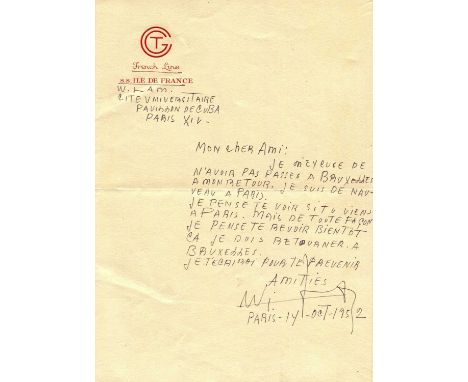 CGT
French Line
S.S. ILE DE FRANCE
W. LAM.
CITE UNIVERSITAIRE
PAVILLON DE CUBA
PARIS XIV.
MON CHER AMI:
JE M'EXCUSE DE
N'AVOIR PAS PASSES A BRUXELLES
A MON RETOUR. JE SUIS DE NOU-
VEAU A PARIS.
JE PENSE TE VOIR SI TU VIENS
A PARIS. MAIS DE TOUTE FAÇON
JE PENSE TE REVOIR BIENTOT
CA JE DOIS RETOURNER A
BRUXELLES.
JE TECRIRAI POUR TE PREVENIR
AMITIES
PARIS-14-OCT-1952